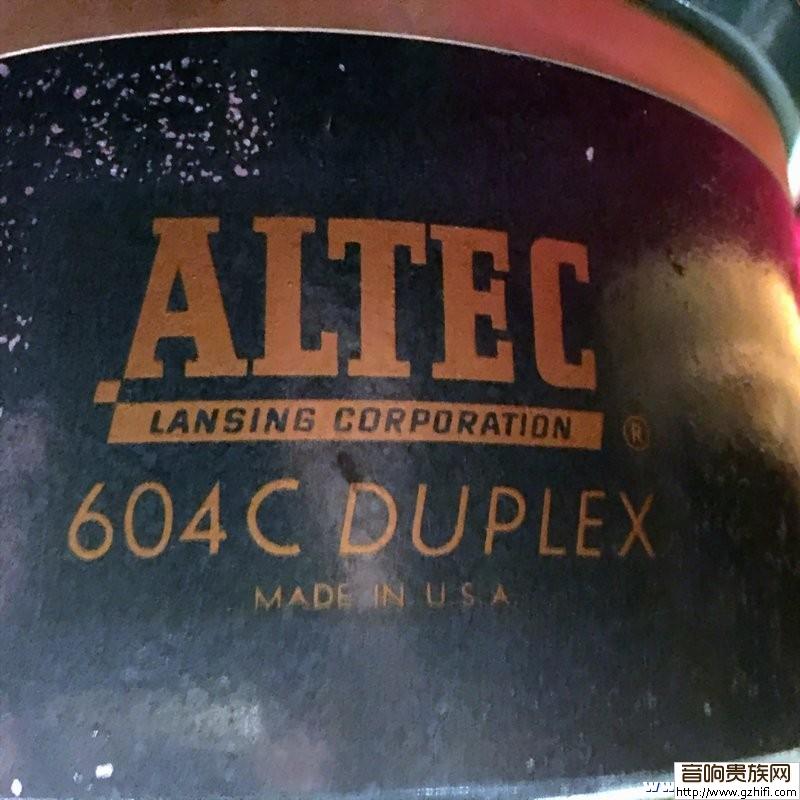 ALTEC
LANSING CORPORATION
®
604C DUPLEX
MADE IN U.S.A.
音响贵族网
http://www.gzhifi.com